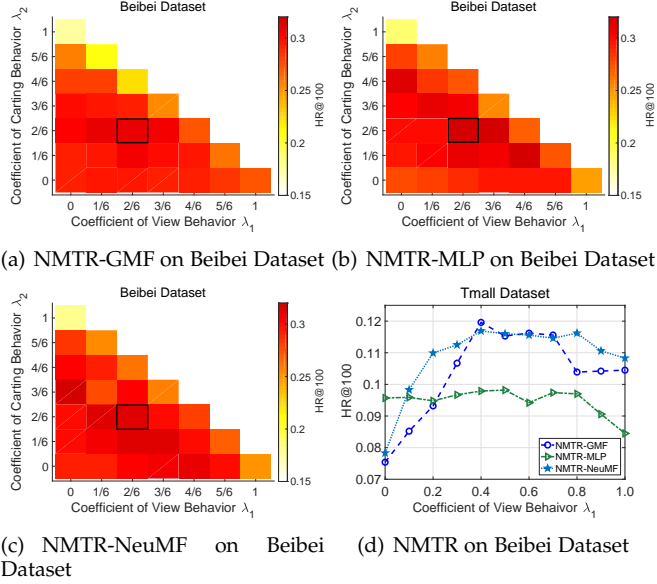 Beibei Dataset
Coefficient of Carting Behavior λ2
1
5/6
4/6
3/6
2/6
1/6
0
0 1/6 2/6 3/6 4/6 5/6 1
Coefficient of View Behavior λ1
0.3
0.25
0.2
0.15
HR@100
(a) NMTR-GMF on Beibei Dataset
Beibei Dataset
Coefficient of Carting Behavior λ2
1
5/6
4/6
3/6
2/6
1/6
0
0 1/6 2/6 3/6 4/6 5/6 1
Coefficient of View Behavior λ1
0.3
0.25
0.2
0.15
HR@100
(b) NMTR-MLP on Beibei Dataset
Beibei Dataset
Coefficient of Carting Behavior λ2
1
5/6
4/6
3/6
2/6
1/6
0
0 1/6 2/6 3/6 4/6 5/6 1
Coefficient of View Behavior λ1
0.3
0.25
0.2
0.15
HR@100
(c) NMTR-NeuMF on Beibei
Dataset
Tmall Dataset
HR@100
0.12
0.11
0.1
0.09
0.08
0.07
0 0.2 0.4 0.6 0.8 1.0
Coefficient of View Behaivor λ1
NMTR-GMF
NMTR-MLP
NMTR-NeuMF
(d) NMTR on Beibei Dataset